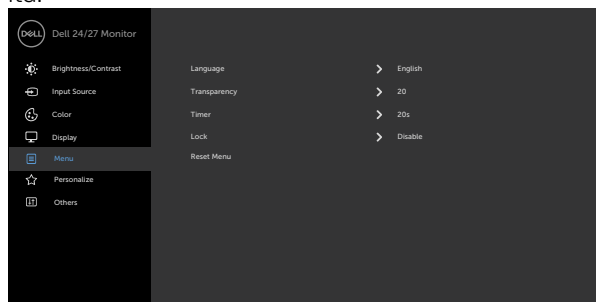 DELL Dell 24/27 Monitor
Brightness/Contrast Language English
Input Source Transparency 20
Color Timer 20s
Display Lock Disable
Menu Reset Menu
Personalize
Others